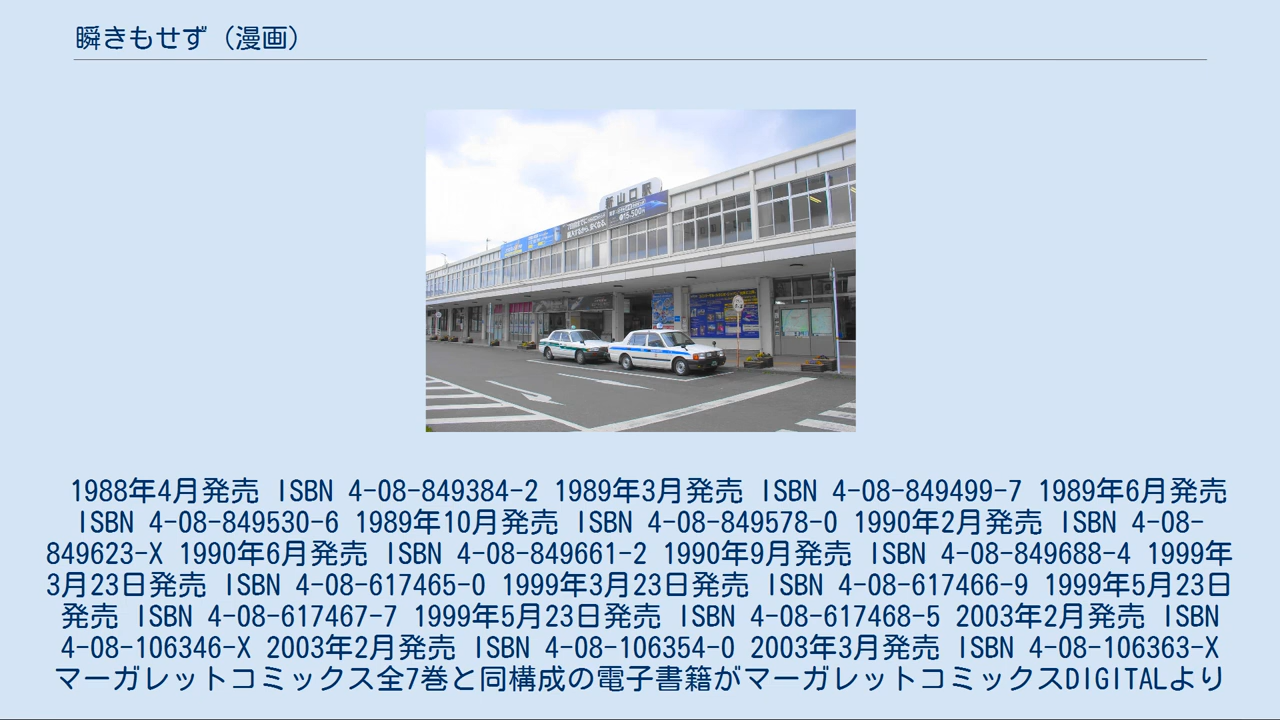 瞬きもせず（漫画）
新山口駅
15,500円
1988年4月発売 ISBN 4-08-849384-2 1989年3月発売 ISBN 4-08-849499-7 1989年6月発売
ISBN 4-08-849530-6 1989年10月発売 ISBN 4-08-849578-0 1990年2月発売 ISBN 4-08-
849623-X 1990年6月発売 ISBN 4-08-849661-2 1990年9月発売 ISBN 4-08-849688-4 1999年
3月23日発売 ISBN 4-08-617465-0 1999年3月23日発売 ISBN 4-08-617466-9 1999年5月23日
発売 ISBN 4-08-617467-7 1999年5月23日発売 ISBN 4-08-617468-5 2003年2月発売 ISBN
4-08-106346-X 2003年2月発売 ISBN 4-08-106354-0 2003年3月発売 ISBN 4-08-106363-X
マーガレットコミックス全7巻と同構成の電子書籍がマーガレットコミックスDIGITALより